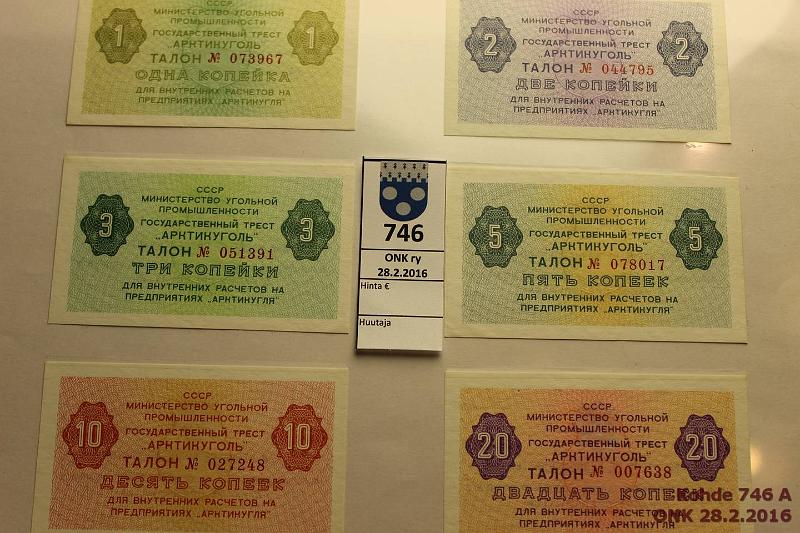 СССР
МИНИСТЕРСТВО УГОЛЬНОЙ
ПРОМЫШЛЕННОСТИ
ГОСУДАРСТВЕННЫЙ ТРЕСТ
"АРКТИКУГОЛЬ"
1 1
ТАЛОН № 073967
ОДНА КОПЕЙКА
ДЛЯ ВНУТРЕННИХ РАСЧЕТОВ НА
ПРЕДПРИЯТИЯХ „АРКТИКУГЛЯ"
СССР
МИНИСТЕРСТВО УГОЛЬНОЙ
ПРОМЫШЛЕННОСТИ
ГОСУДАРСТВЕННЫЙ ТРЕСТ
"АРКТИКУГОЛЬ"
2 2
ТАЛОН № 044795
ДВЕ КОПЕЙКИ
ДЛЯ ВНУТРЕННИХ РАСЧЕТОВ НА
ПРЕДПРИЯТИЯХ „АРКТИКУГЛЯ"
СССР
МИНИСТЕРСТВО УГОЛЬНОЙ
ПРОМЫШЛЕННОСТИ
ГОСУДАРСТВЕННЫЙ ТРЕСТ
"АРКТИКУГОЛЬ"
3 3
ТАЛОН № 051391
ТРИ КОПЕЙКИ
ДЛЯ ВНУТРЕННИХ РАСЧЕТОВ НА
ПРЕДПРИЯТИЯХ „АРКТИКУГЛЯ"
746
ONK ry
28.2.2016
Hinta €
Huutaja
СССР
МИНИСТЕРСТВО УГОЛЬНОЙ
ПРОМЫШЛЕННОСТИ
ГОСУДАРСТВЕННЫЙ ТРЕСТ
"АРКТИКУГОЛЬ"
5 5
ТАЛОН № 078017
ПЯТЬ КОПЕЕК
ДЛЯ ВНУТРЕННИХ РАСЧЕТОВ НА
ПРЕДПРИЯТИЯХ „АРКТИКУГЛЯ"
СССР
МИНИСТЕРСТВО УГОЛЬНОЙ
ПРОМЫШЛЕННОСТИ
ГОСУДАРСТВЕННЫЙ ТРЕСТ
"АРКТИКУГОЛЬ"
10 10
ТАЛОН № 027248
ДЕСЯТЬ КОПЕЕК
ДЛЯ ВНУТРЕННИХ РАСЧЕТОВ НА
ПРЕДПРИЯТИЯХ „АРКТИКУГЛЯ"
СССР
МИНИСТЕРСТВО УГОЛЬНОЙ
ПРОМЫШЛЕННОСТИ
ГОСУДАРСТВЕННЫЙ ТРЕСТ
"АРКТИКУГОЛЬ"
20 20
ТАЛОН № 007638
ДВАДЦАТЬ КОПЕЕК
ДЛЯ ВНУТРЕННИХ РАСЧЕТОВ НА
ПРЕДПРИЯТИЯХ „АРКТИКУГЛЯ"
Kohde 746 A
ONK 28.2.2016